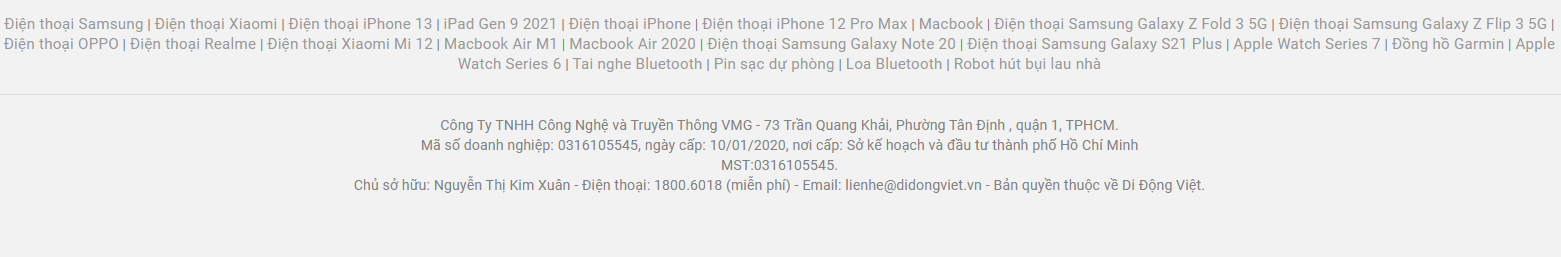 Điện thoại Samsung | Điện thoại Xiaomi | Điện thoại iPhone 13 | iPad Gen 9 2021 | Điện thoại iPhone | Điện thoại iPhone 12 Pro Max | Macbook | Điện thoại Samsung Galaxy Z Fold 3 5G | Điện thoại Samsung Galaxy Z Flip 3 5G |
Điện thoại OPPO | Điện thoại Realme | Điện thoại Xiaomi Mi 12 | Macbook Air M1 | Macbook Air 2020 | Điện thoại Samsung Galaxy Note 20 | Điện thoại Samsung Galaxy S21 Plus | Apple Watch Series 7 | Đồng hồ Garmin | Apple
Watch Series 6 | Tai nghe Bluetooth | Pin sạc dự phòng | Loa Bluetooth | Robot hút bụi lau nhà
Công Ty TNHH Công Nghệ và Truyền Thông VMG - 73 Trần Quang Khải, Phường Tân Định , quận 1, TPHCM.
Mã số doanh nghiệp: 0316105545, ngày cấp: 10/01/2020, nơi cấp: Sở kế hoạch và đầu tư thành phố Hồ Chí Minh
MST:0316105545.
Chủ sở hữu: Nguyễn Thị Kim Xuân - Điện thoại: 1800.6018 (miễn phí) - Email: lienhe@didongviet.vn - Bản quyền thuộc về Di Động Việt.